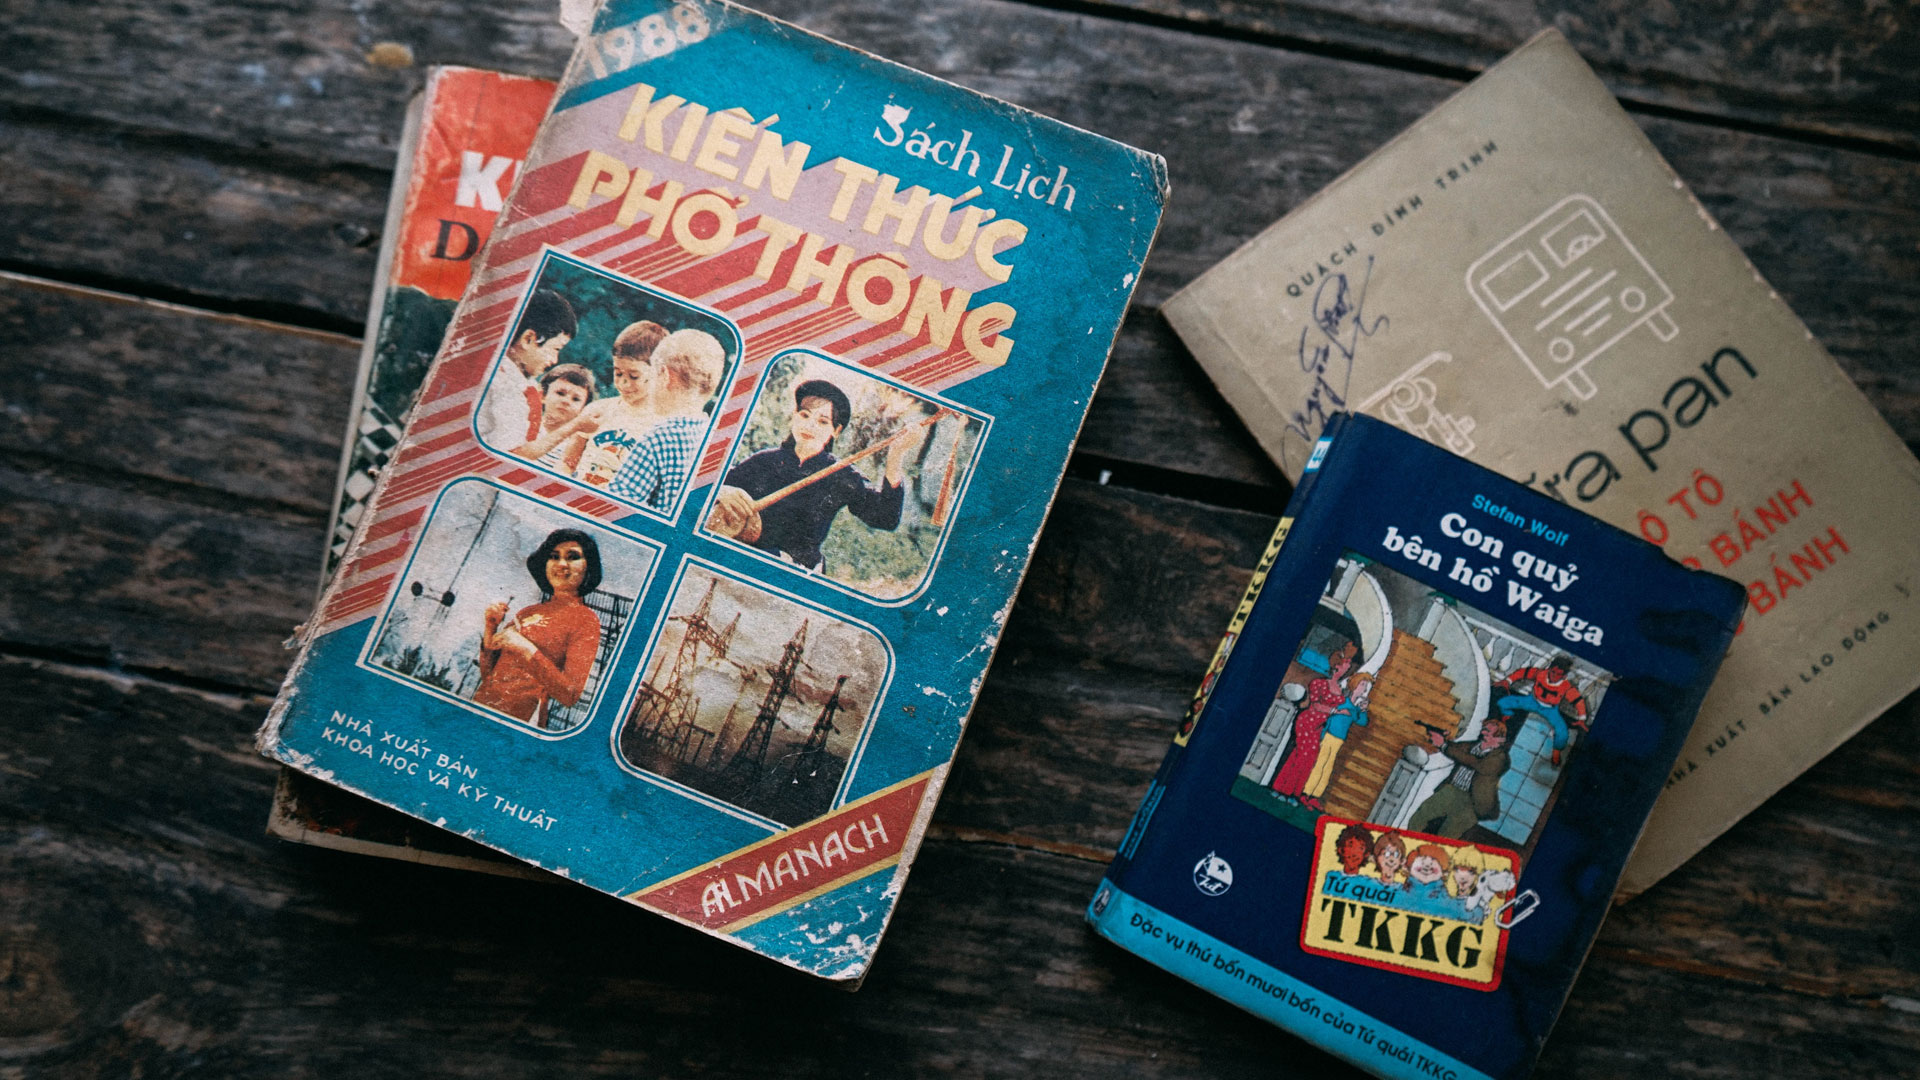 1988
Sách Lịch
KIẾN THỨC
PHỔ THÔNG
NHÀ XUẤT BẢN
KHOA HỌC VÀ KỸ THUẬT
ALMANACH
QUÁCH ĐÌNH TRINH
pan
Ô TÔ
BÁNH
BÁNH
NHÀ XUẤT BẢN LAO ĐỘNG
Stefan Wolf
Con quỷ
bên hồ Waiga
Tứ quái
TKKG
Đặc vụ thứ bốn mươi bốn của Tứ quái TKKG
TKKG